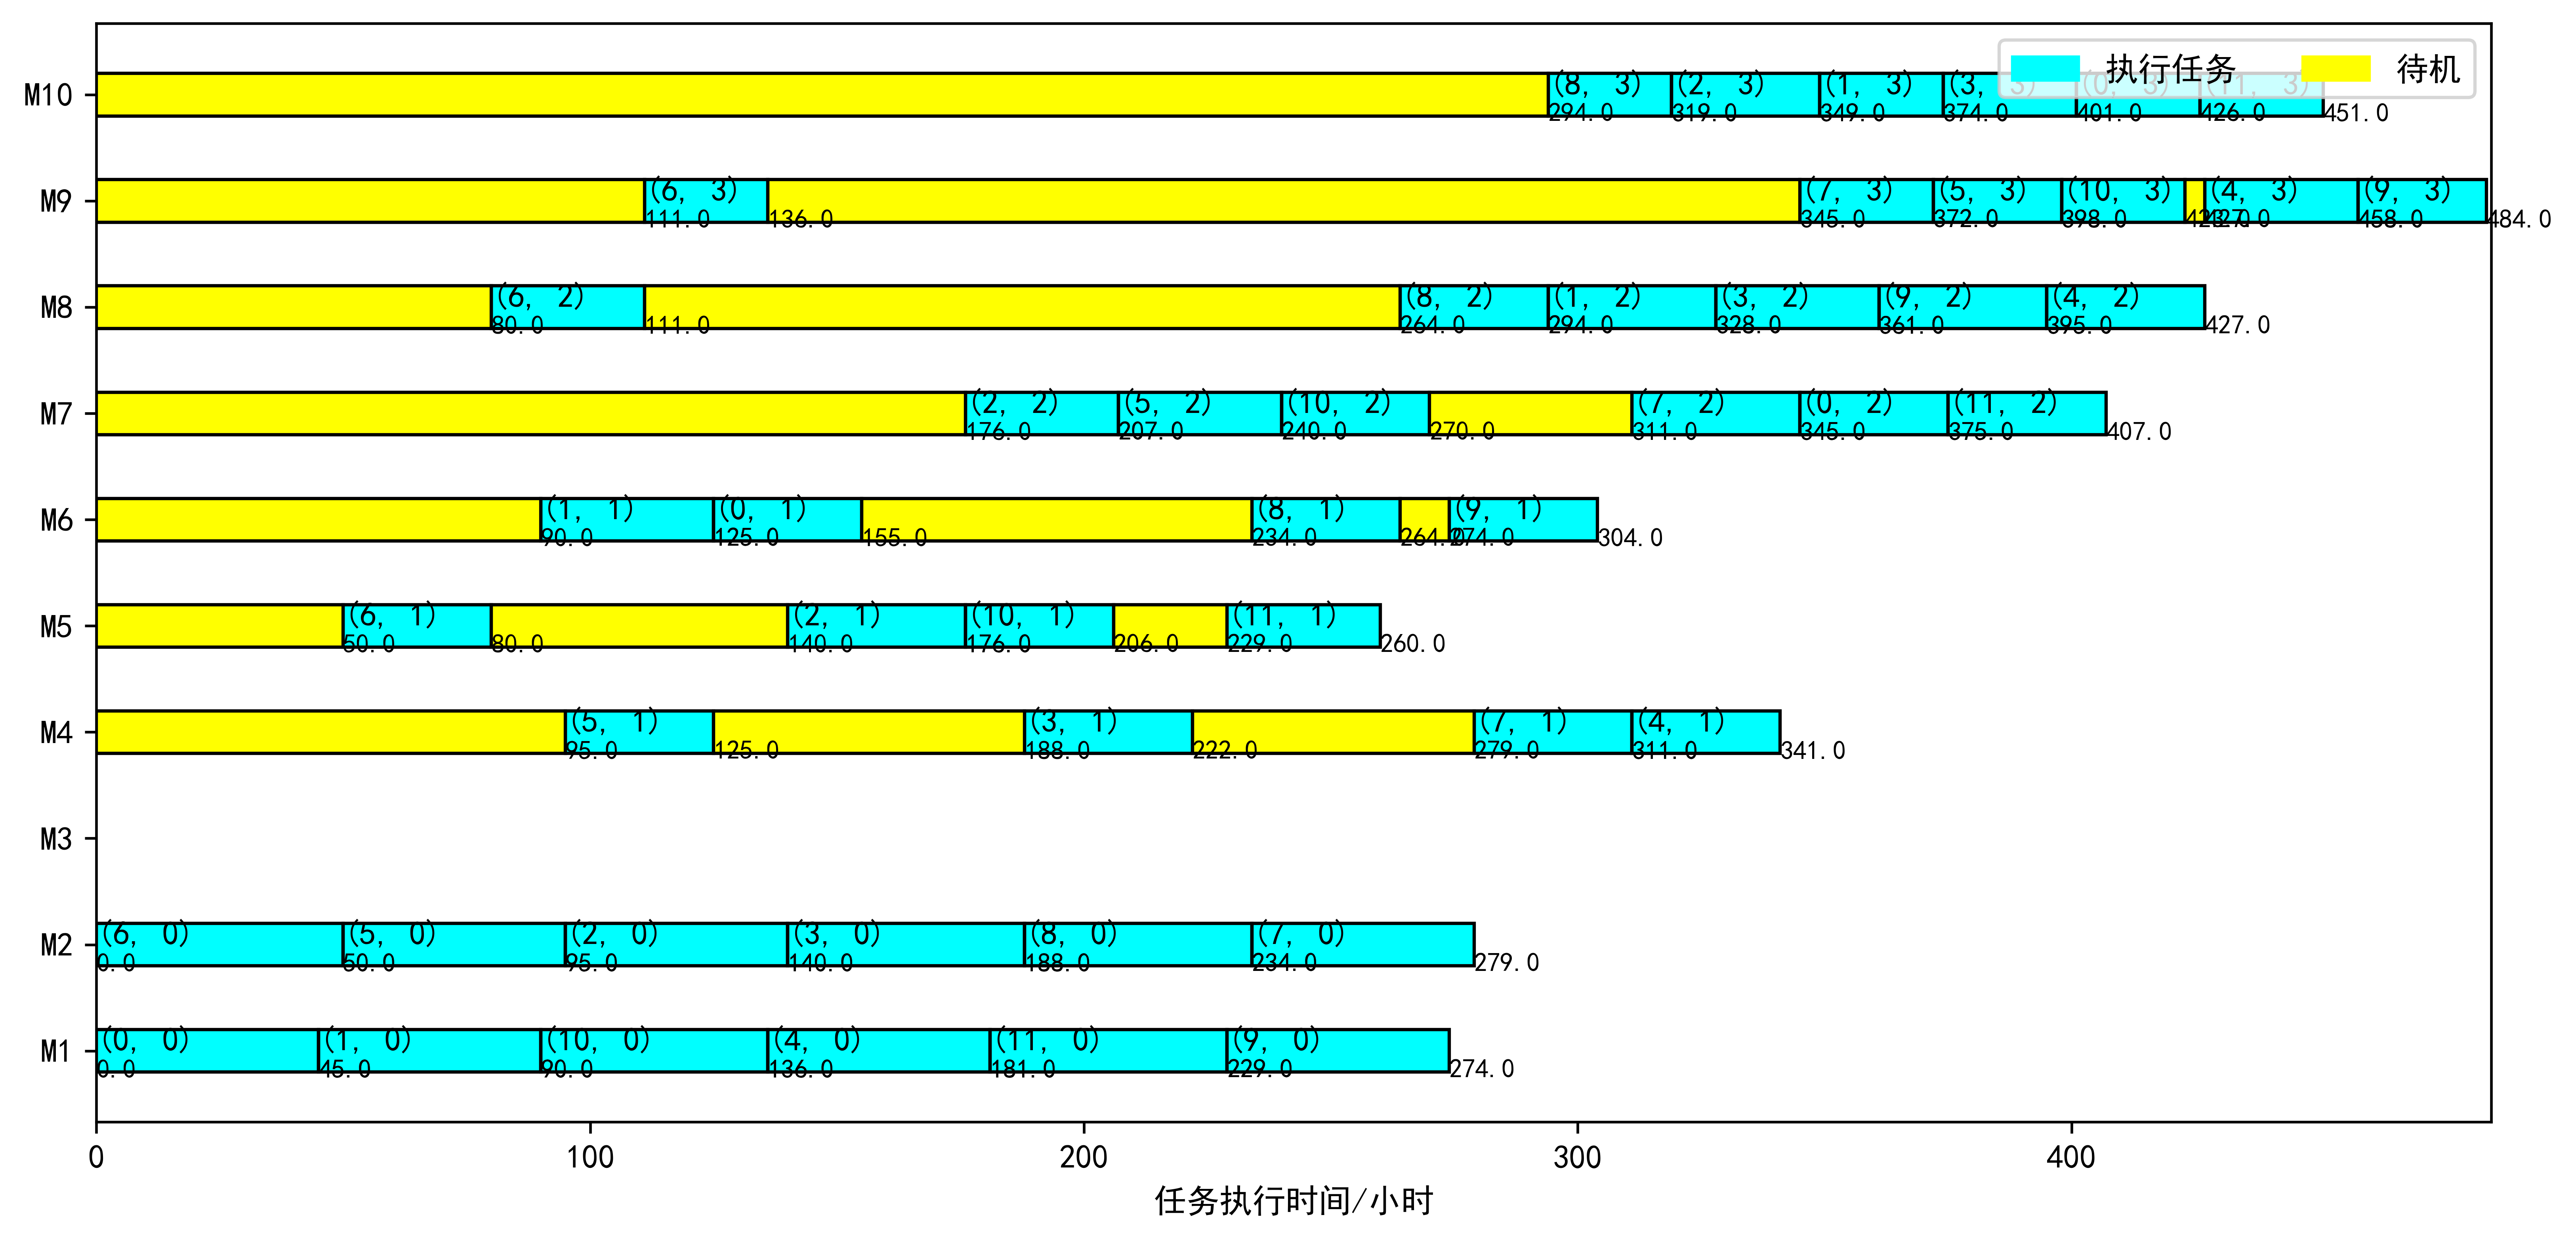 执行任务 待机
M10 (8, 3) (2, 3) (1, 3) (3, 3) (0, 3) (11, 3)
294.0 319.0 349.0 374.0 401.0 426.0 451.0
M9 (6, 3) (7, 3) (5, 3) (10, 3) (4, 3) (9, 3)
111.0 136.0 345.0 372.0 398.0 427.0 458.0 484.0
M8 (6, 2) (8, 2) (1, 2) (3, 2) (9, 2) (4, 2)
80.0 111.0 264.0 294.0 328.0 361.0 395.0 427.0
M7 (2, 2) (5, 2) (10, 2) (7, 2) (0, 2) (11, 2)
176.0 207.0 240.0 270.0 311.0 345.0 375.0 407.0
M6 (1, 1) (0, 1) (8, 1) (9, 1)
90.0 125.0 155.0 234.0 264.0 274.0 304.0
M5 (6, 1) (2, 1) (10, 1) (11, 1)
50.0 80.0 140.0 176.0 206.0 229.0 260.0
M4 (5, 1) (3, 1) (7, 1) (4, 1)
95.0 125.0 188.0 222.0 279.0 311.0 341.0
M3
M2 (6, 0) (5, 0) (2, 0) (3, 0) (8, 0) (7, 0)
0.0 50.0 95.0 140.0 188.0 234.0 279.0
M1 (0, 0) (1, 0) (10, 0) (4, 0) (11, 0) (9, 0)
0.0 45.0 90.0 136.0 181.0 229.0 274.0
0 100 200 300 400
任务执行时间/小时